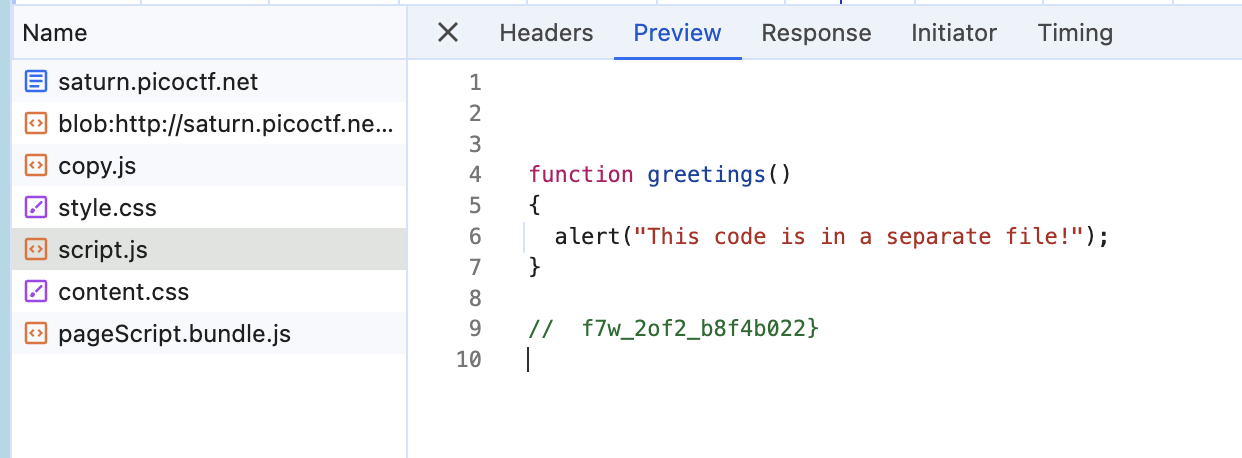 Name
Headers Preview Response Initiator Timing
saturn.picoctf.net
blob:http://saturn.picoctf.ne...
copy.js
style.css
script.js
content.css
pageScript.bundle.js
1
2
3
4 function greetings()
5 {
6 alert("This code is in a separate file!");
7 }
8
9 //  f7w_2of2_b8f4b022}
10